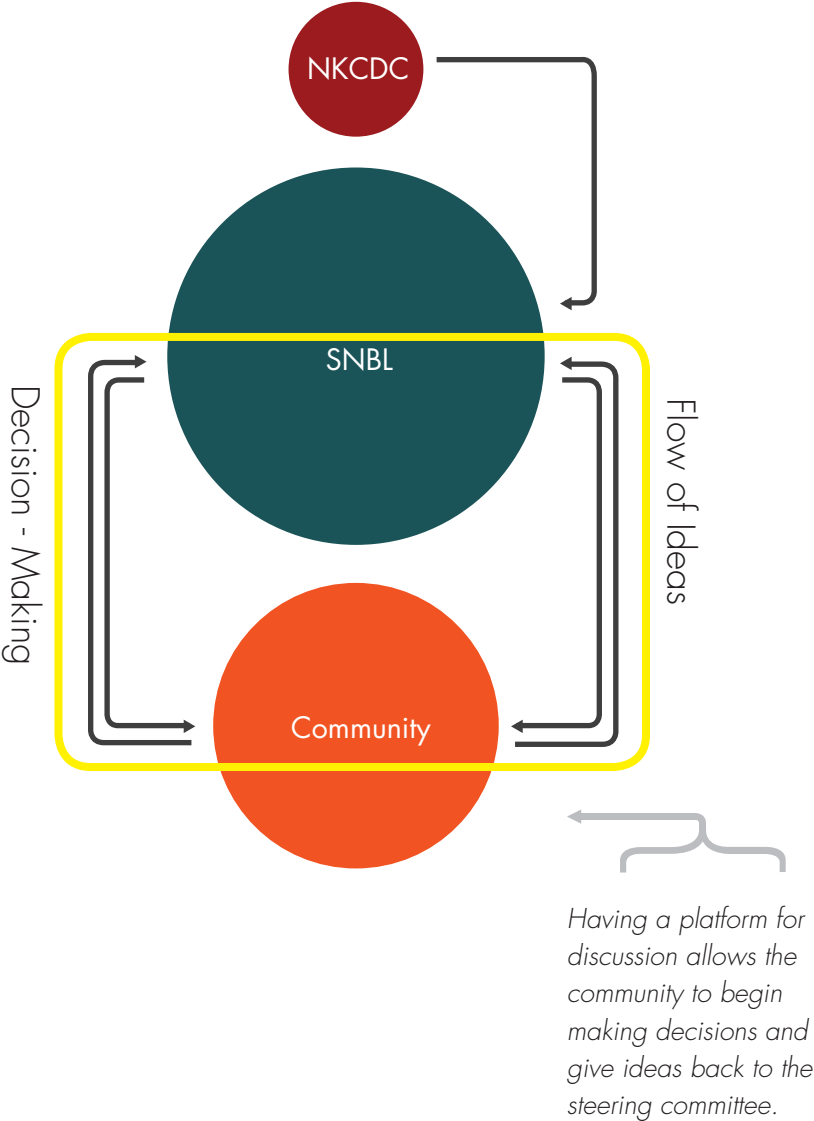 NKCDC
SNBL
Decision - Making
Flow of Ideas
Community
Having a platform for
discussion allows the
community to begin
making decisions and
give ideas back to the
steering committee.